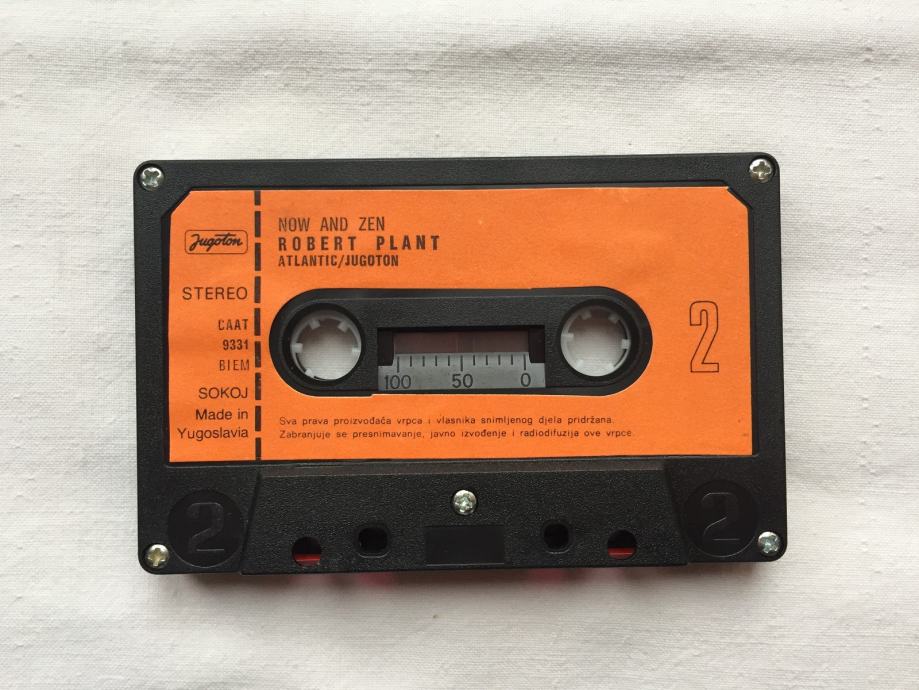 Jugoton
STEREO
CAAT
9331
BIEM
SOKOJ
Made in
Yugoslavia
NOW AND ZEN
ROBERT PLANT
ATLANTIC/JUGOTON
2
100 50 0
Sva prava proizvođača vrpca i vlasnika snimljenog djela pridržana.
Zabranjuje se presnimavanje, javno izvođenje i radiodifuzija ove vrpce.
2
2